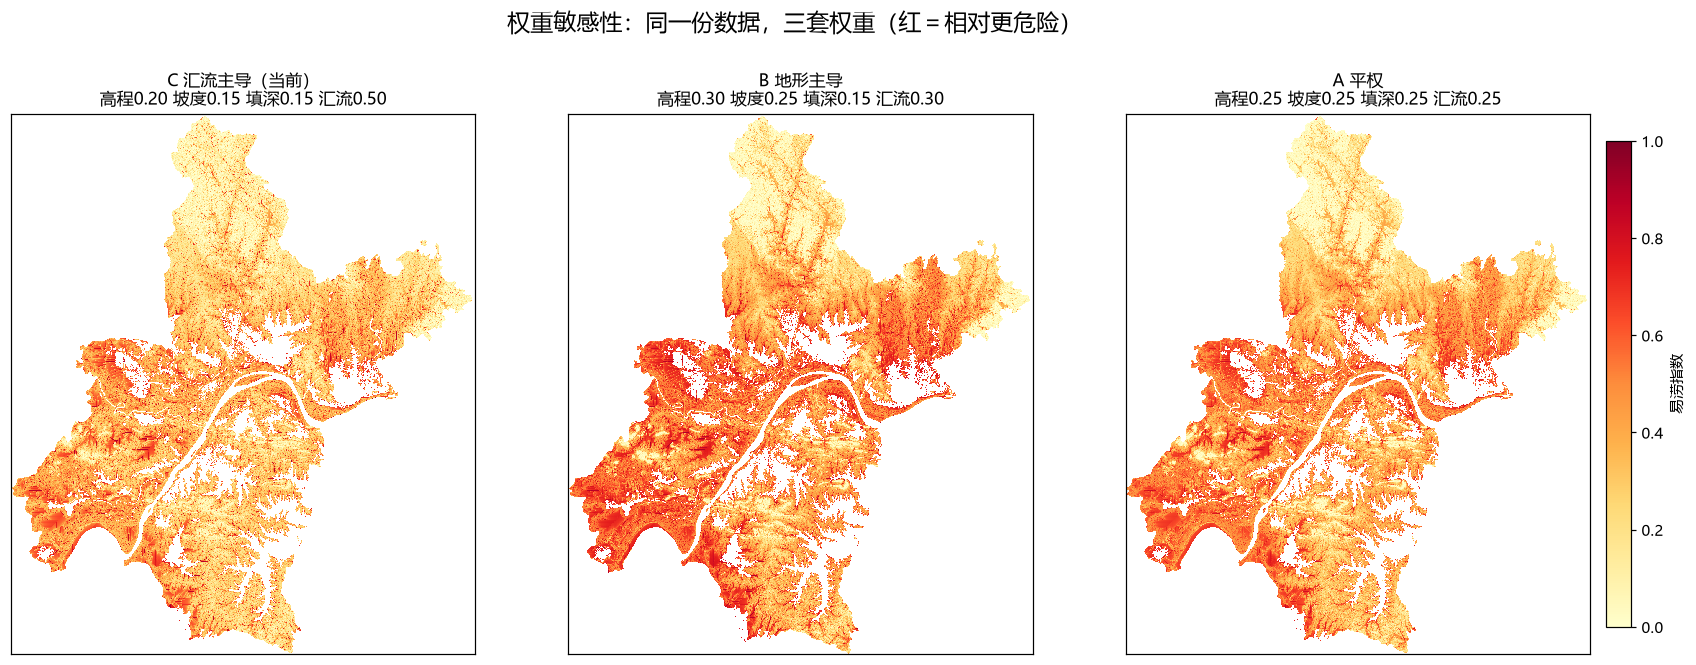 权重敏感性：同一份数据，三套权重（红＝相对更危险）
C 汇流主导（当前）
高程0.20 坡度0.15 填深0.15 汇流0.50
B 地形主导
高程0.30 坡度0.25 填深0.15 汇流0.30
A 平权
高程0.25 坡度0.25 填深0.25 汇流0.25
1.0
0.8
0.6
0.4
0.2
0.0
易涝指数